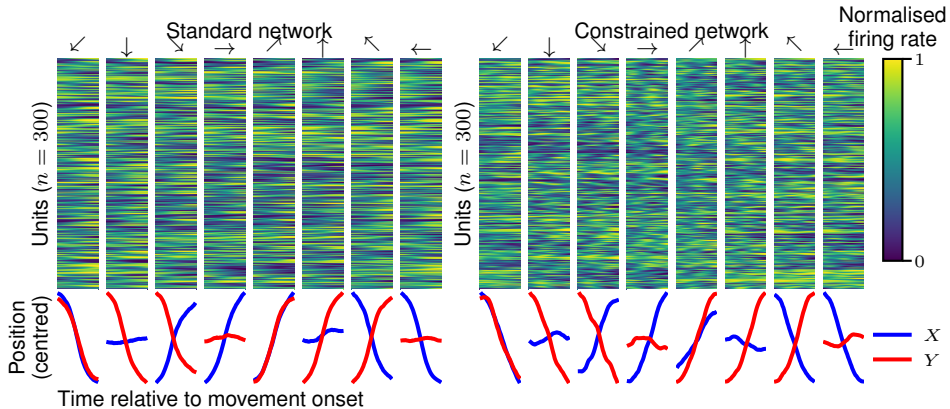 Standard network
Constrained network
Normalised
firing rate
↙ ↓ ↘ → ↗ ↑ ↖ ←
↙ ↓ ↘ → ↗ ↑ ↖ ←
Units (n = 300)
Units (n = 300)
1
0
Position
(centred)
X
Y
Time relative to movement onset